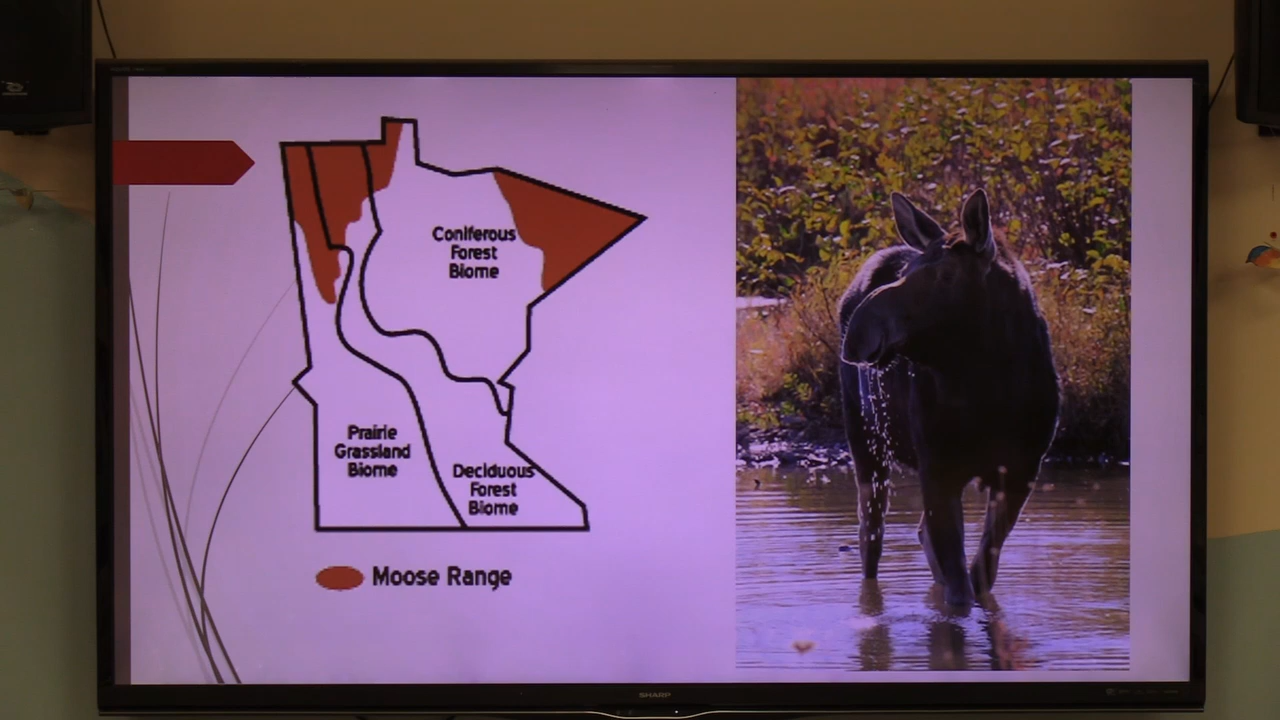 Coniferous
Forest
Biome
Prairie
Grassland
Biome
Deciduous
Forest
Biome
Moose Range
SHARP